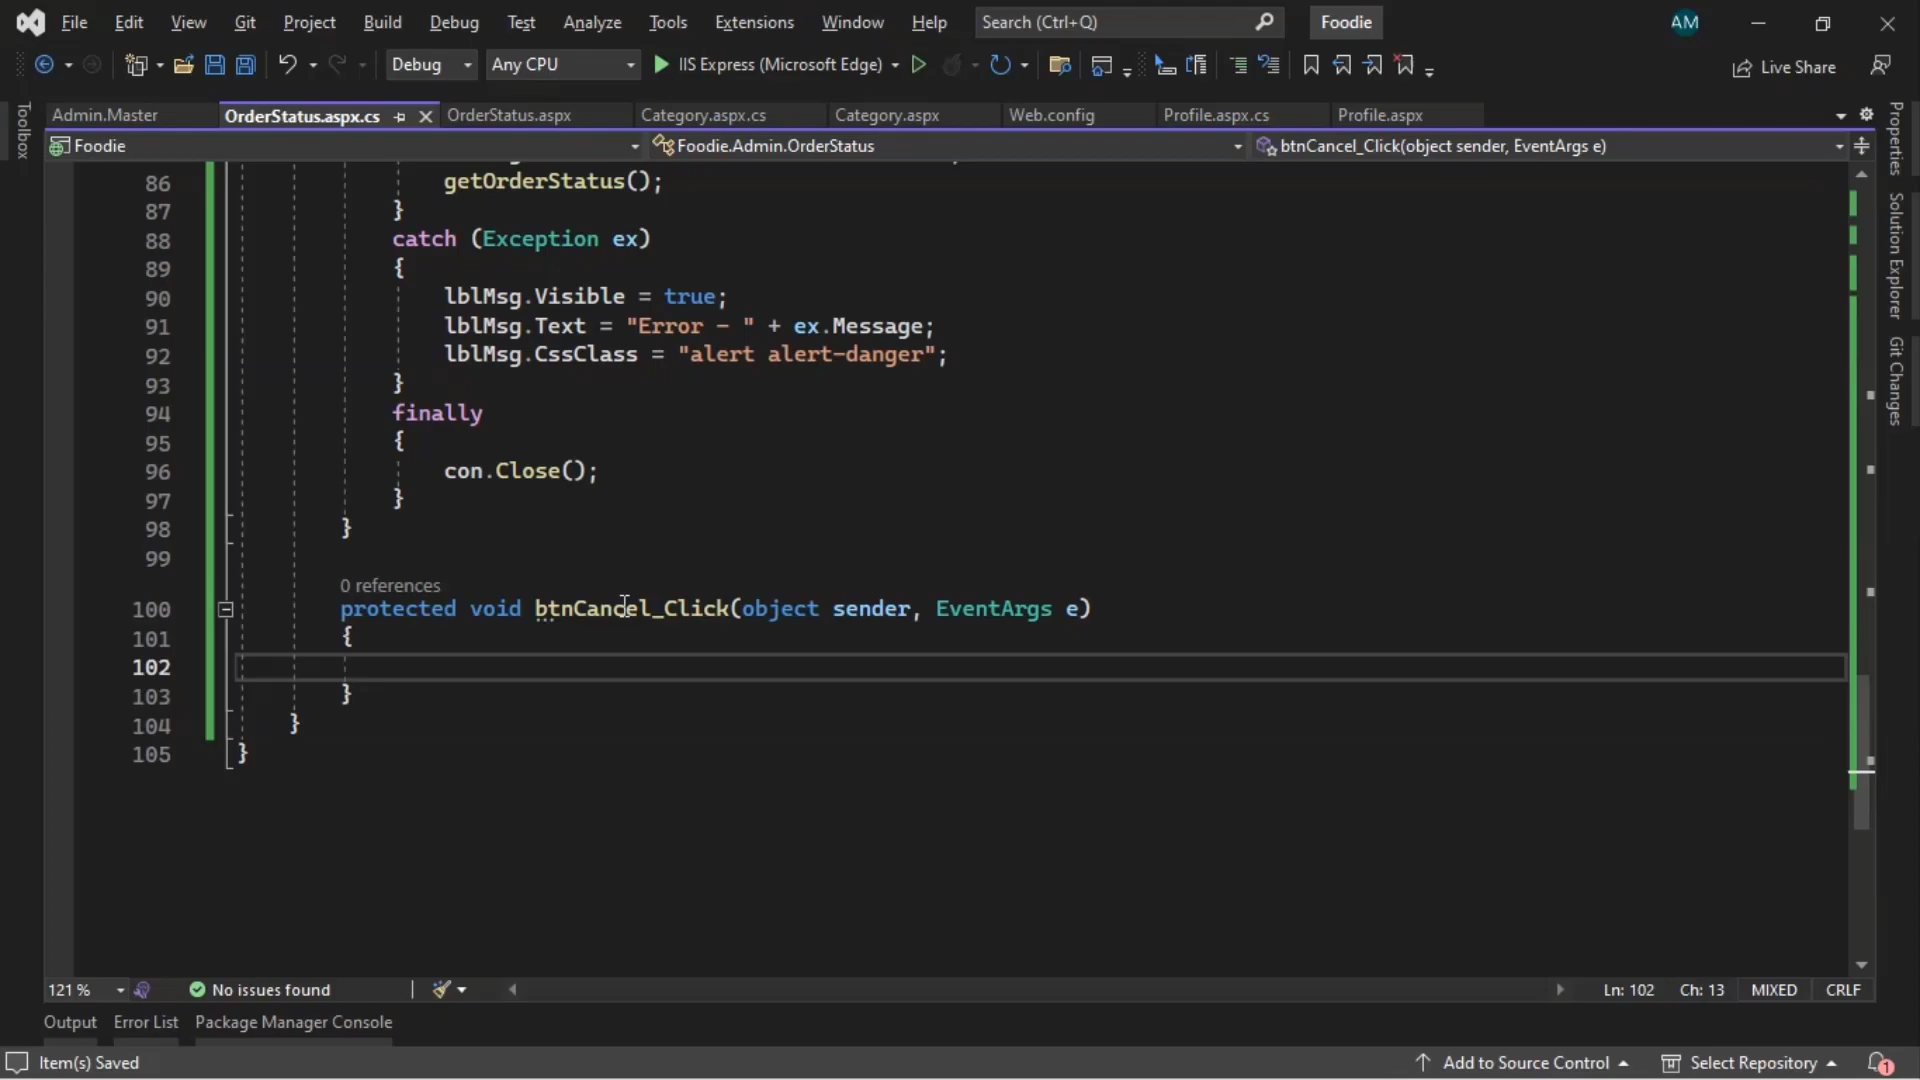 File Edit View Git Project Build Debug Test Analyze Tools Extensions Window Help Search (Ctrl+Q) Foodie AM
Debug Any CPU IIS Express (Microsoft Edge) Live Share
Toolbox
Admin.Master OrderStatus.aspx.cs OrderStatus.aspx Category.aspx.cs Category.aspx Web.config Profile.aspx.cs Profile.aspx
Foodie Foodie.Admin.OrderStatus btnCancel_Click(object sender, EventArgs e)
Properties
Solution Explorer
Git Changes
86 getOrderStatus();
87 }
88 catch (Exception ex)
89 {
90 lblMsg.Visible = true;
91 lblMsg.Text = "Error - " + ex.Message;
92 lblMsg.CssClass = "alert alert-danger";
93 }
94 finally
95 {
96 con.Close();
97 }
98 }
99
0 references
100 protected void btnCancel_Click(object sender, EventArgs e)
101 {
102
103 }
104 }
105 }
121 % No issues found Ln: 102 Ch: 13 MIXED CRLF
Output Error List Package Manager Console
Item(s) Saved Add to Source Control Select Repository 1